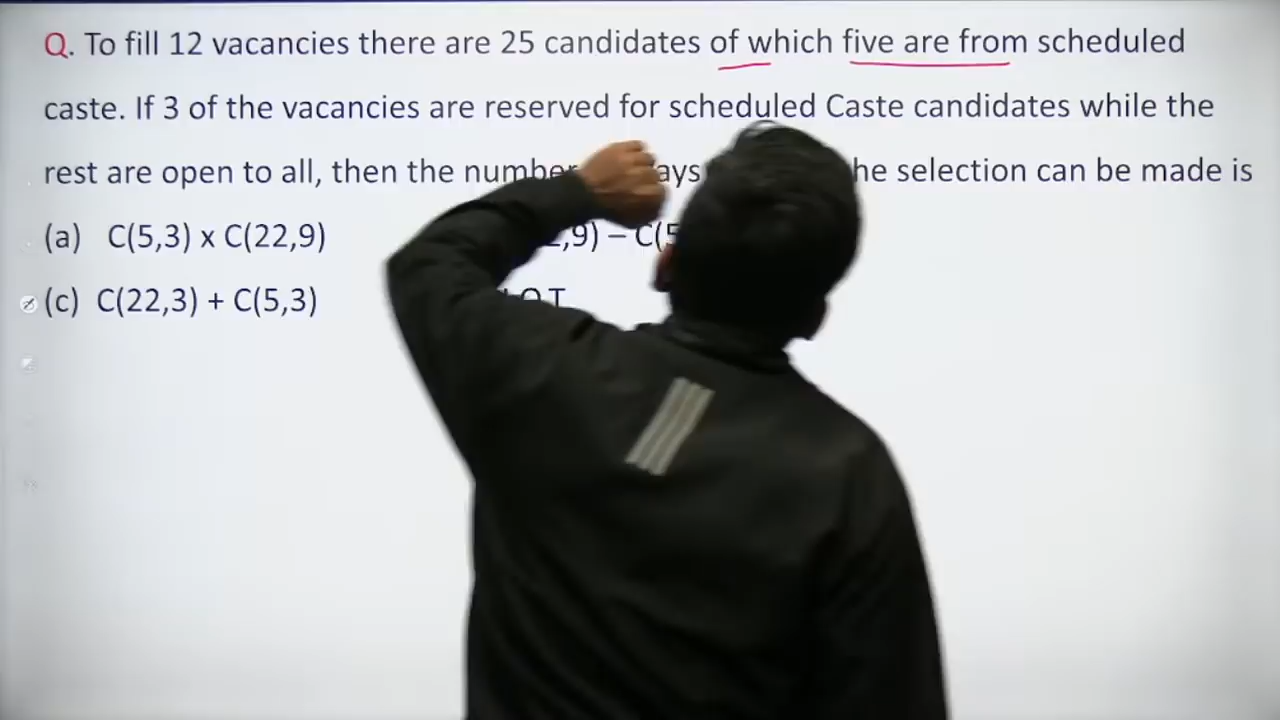 Q. To fill 12 vacancies there are 25 candidates of which five are from scheduled
caste. If 3 of the vacancies are reserved for scheduled Caste candidates while the
rest are open to all, then the number selection can be made is
(a) C(5,3) x C(22,9) ,9) – C(5
(c) C(22,3) + C(5,3)